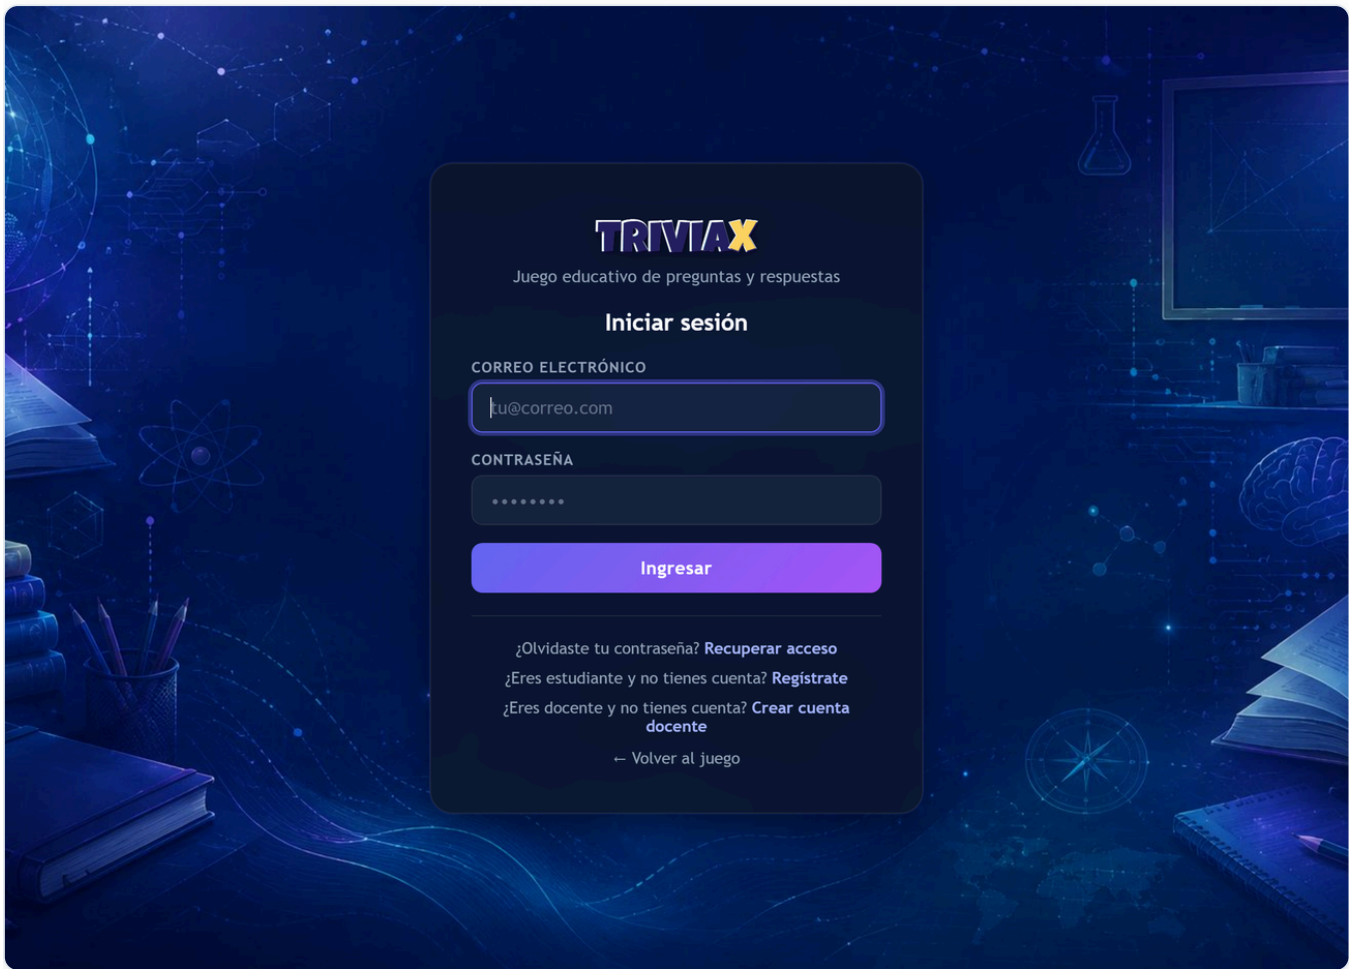 TRIVIAX
Juego educativo de preguntas y respuestas
Iniciar sesión
CORREO ELECTRÓNICO
tu@correo.com
CONTRASEÑA
••••••••
Ingresar
¿Olvidaste tu contraseña? Recuperar acceso
¿Eres estudiante y no tienes cuenta? Regístrate
¿Eres docente y no tienes cuenta? Crear cuenta
docente
← Volver al juego